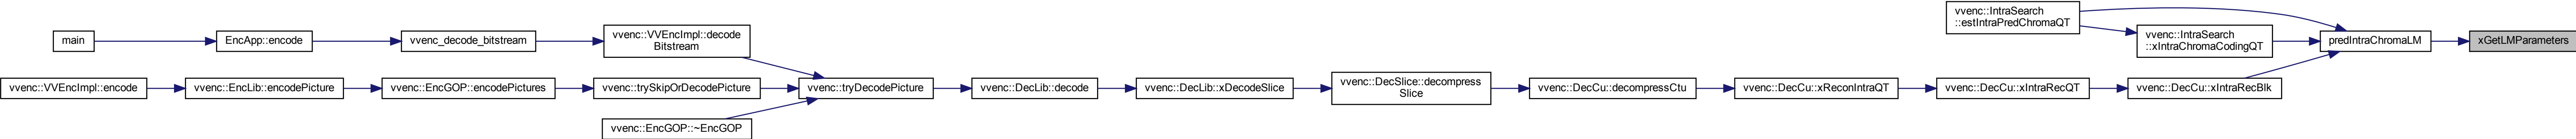 vvenc::IntraSearch
::estIntraPredChromaQT
main
EncApp::encode
vvenc_decode_bitstream
vvenc::VVEncImpl::decode
Bitstream
vvenc::IntraSearch
::xIntraChromaCodingQT
predIntraChromaLM
xGetLMParameters
vvenc::VVEncImpl::encode
vvenc::EncLib::encodePicture
vvenc::EncGOP::encodePictures
vvenc::trySkipOrDecodePicture
vvenc::tryDecodePicture
vvenc::DecLib::decode
vvenc::DecLib::xDecodeSlice
vvenc::DecSlice::decompress
Slice
vvenc::DecCu::decompressCtu
vvenc::DecCu::xReconIntraQT
vvenc::DecCu::xIntraRecQT
vvenc::DecCu::xIntraRecBlk
vvenc::EncGOP::~EncGOP